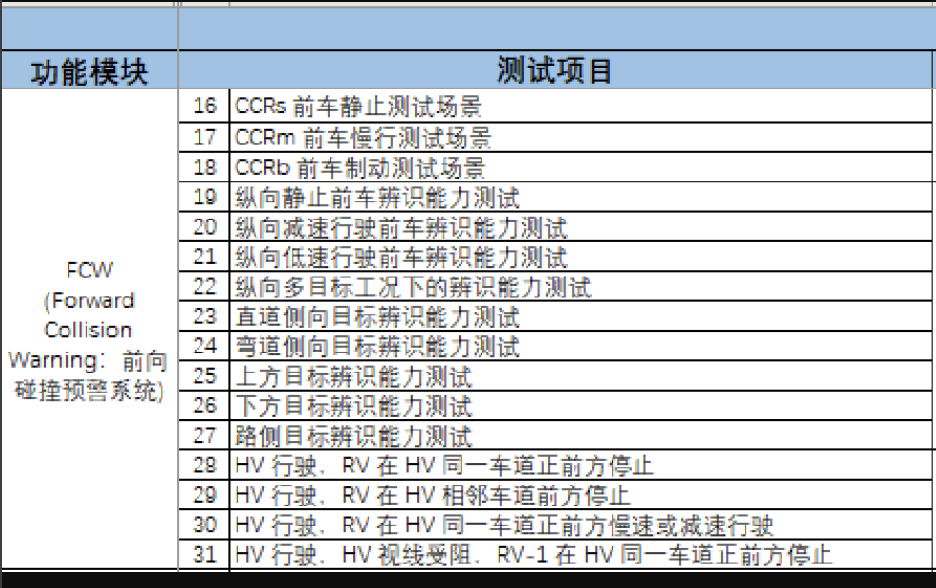 功能模块 测试项目
FCW
(Forward
Collision
Warning：前向
碰撞预警系统)
16 CCRs 前车静止测试场景
17 CCRm 前车慢行测试场景
18 CCRb 前车制动测试场景
19 纵向静止前车辨识能力测试
20 纵向减速行驶前车辨识能力测试
21 纵向低速行驶前车辨识能力测试
22 纵向多目标工况下的辨识能力测试
23 直道侧向目标辨识能力测试
24 弯道侧向目标辨识能力测试
25 上方目标辨识能力测试
26 下方目标辨识能力测试
27 路侧目标辨识能力测试
28 HV 行驶、RV 在 HV 同一车道正前方停止
29 HV 行驶、RV 在 HV 相邻车道前方停止
30 HV 行驶、RV 在 HV 同一车道正前方慢速或减速行驶
31 HV 行驶、HV 视线受阻、RV-1 在 HV 同一车道正前方停止